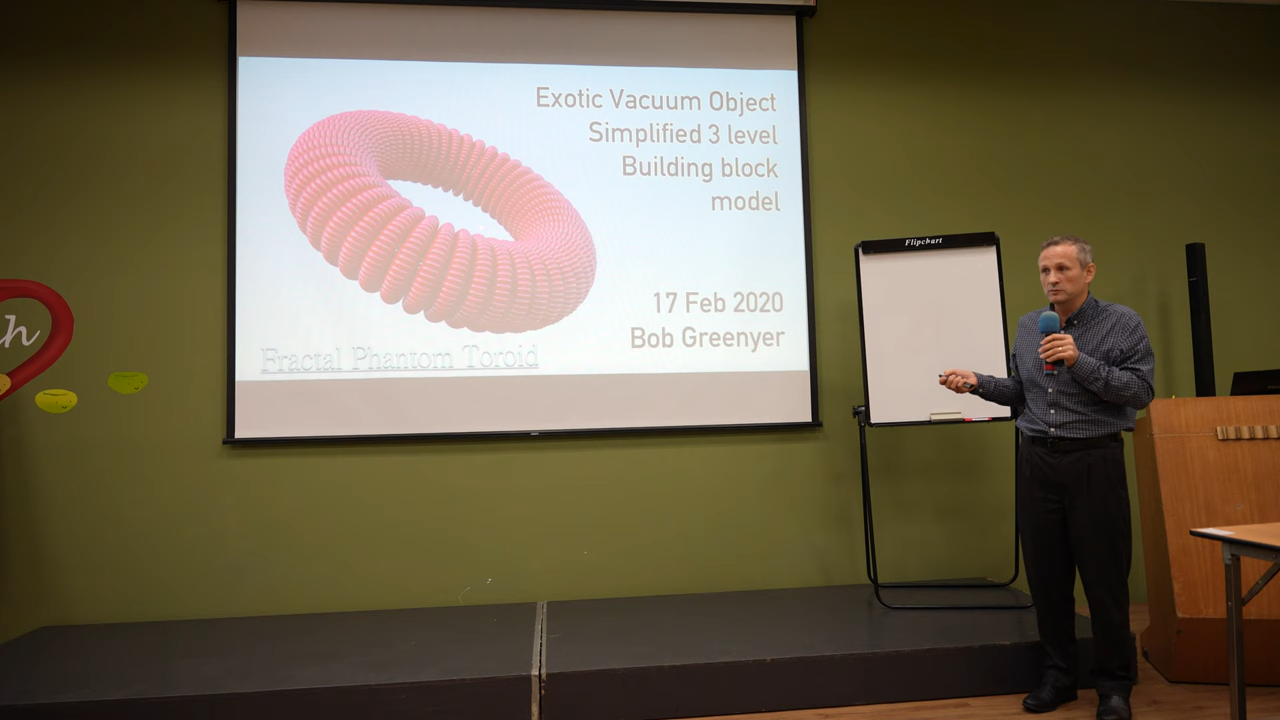 Exotic Vacuum Object
Simplified 3 level
Building block
model
17 Feb 2020
Bob Greenyer
Fractal Phantom Toroid
Flipchart